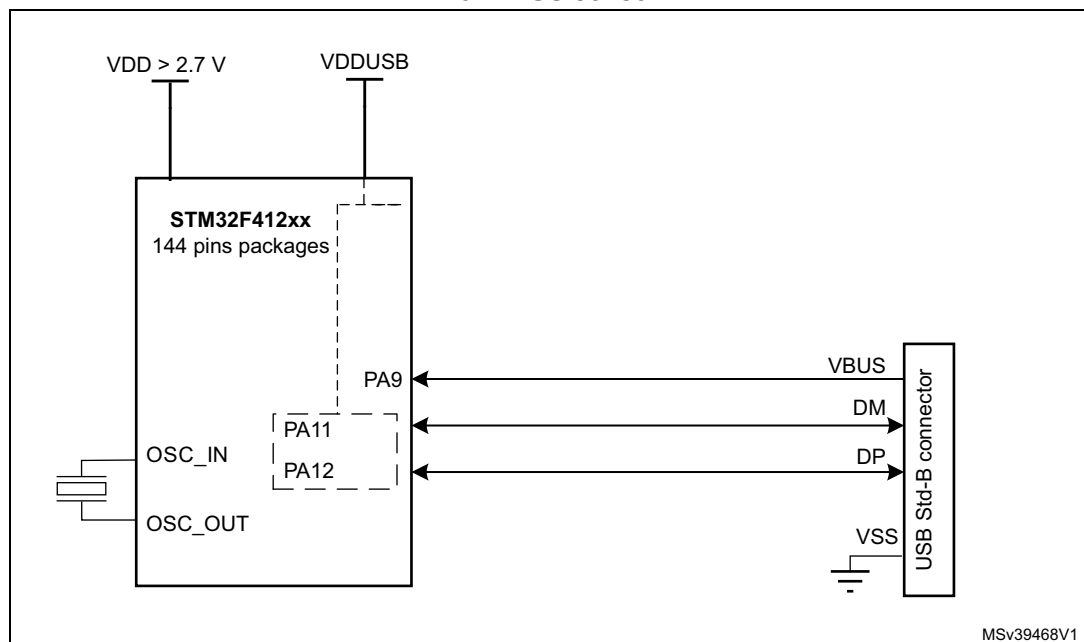 VDD > 2.7 V
VDDUSB
STM32F412xx
144 pins packages
PA9
VBUS
PA11
DM
PA12
DP
OSC_IN
OSC_OUT
VSS
USB Std-B connector
MSv39468V1